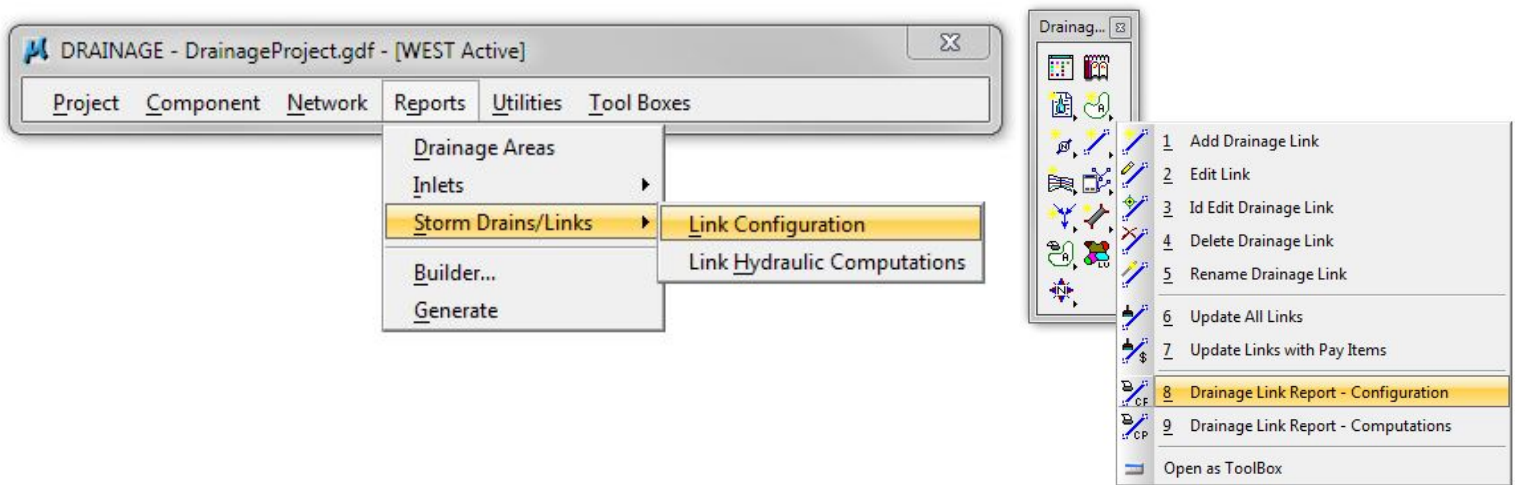 DRAINAGE - DrainageProject.gdf - [WEST Active]
Project Component Network Reports Utilities Tool Boxes
Drainage Areas
Inlets
Storm Drains/Links
Builder...
Generate
Link Configuration
Link Hydraulic Computations
Drainag...
1 Add Drainage Link
2 Edit Link
3 Id Edit Drainage Link
4 Delete Drainage Link
5 Rename Drainage Link
6 Update All Links
7 Update Links with Pay Items
8 Drainage Link Report - Configuration
9 Drainage Link Report - Computations
Open as ToolBox